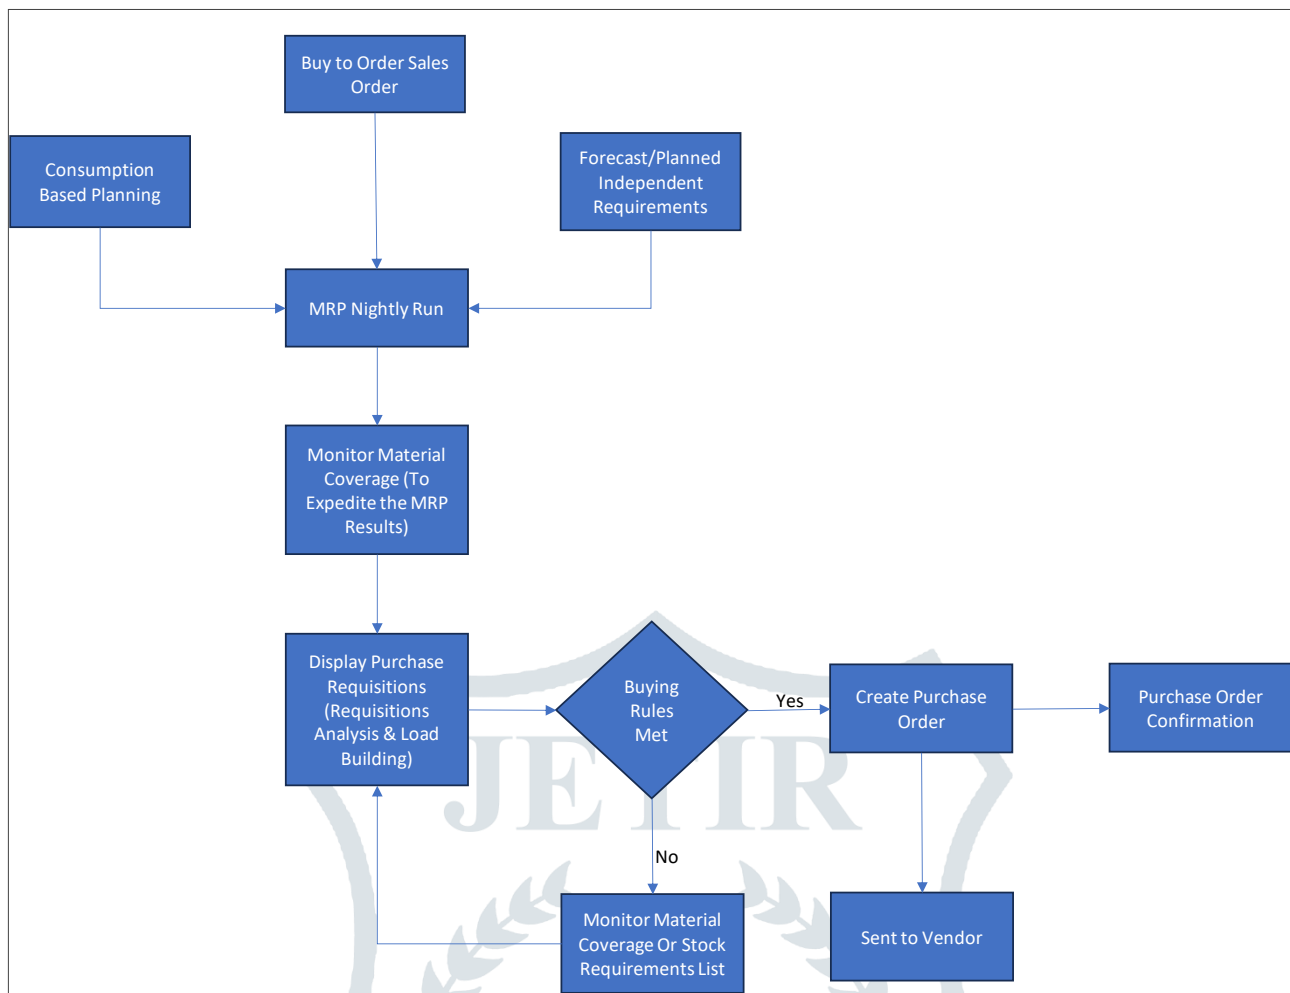 Buy to Order Sales
Order
Consumption
Based Planning
Forecast/Planned
Independent
Requirements
MRP Nightly Run
Monitor Material
Coverage (To
Expedite the MRP
Results)
Display Purchase
Requisitions
(Requisitions
Analysis & Load
Building)
Buying
Rules
Met
Yes
Create Purchase
Order
Purchase Order
Confirmation
JETIR
No
Monitor Material
Coverage Or Stock
Requirements List
Sent to Vendor